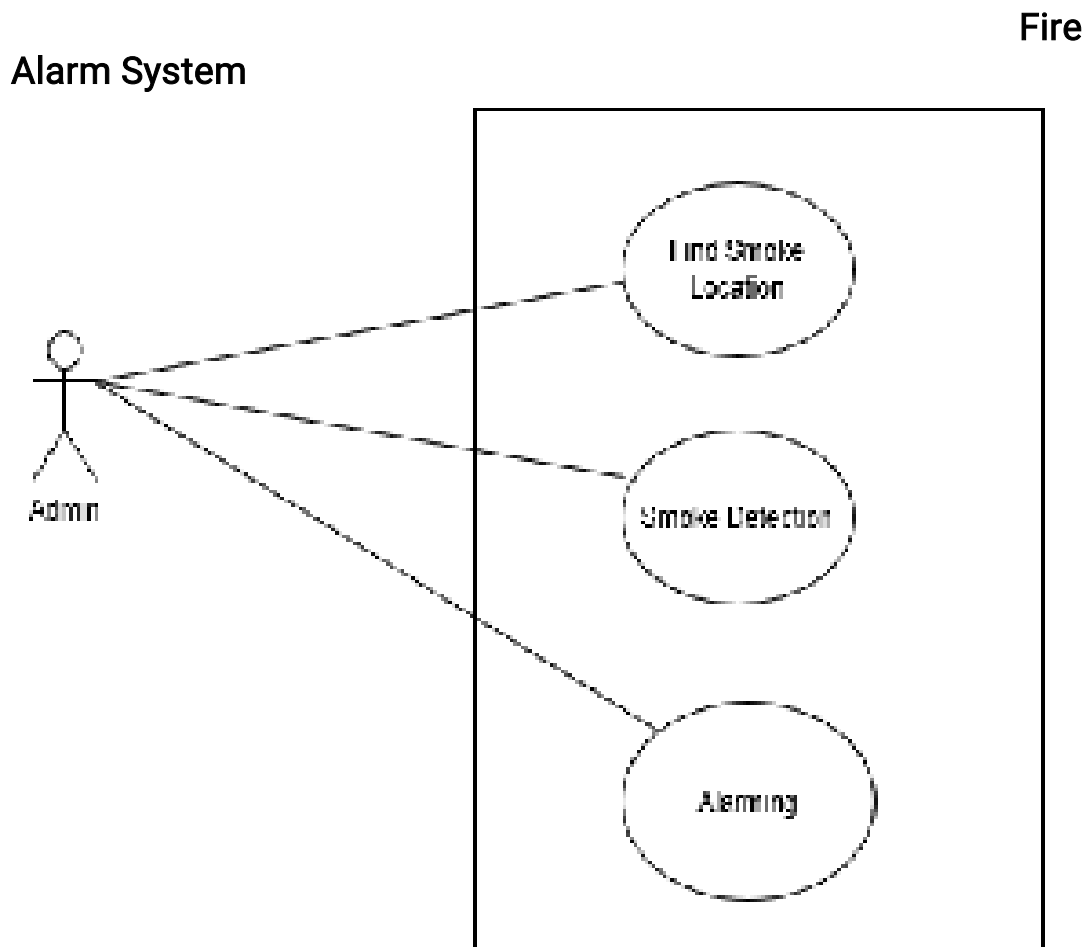 Fire
Alarm System
Find Smoke
Location
Admin
Smoke Detection
Alarming